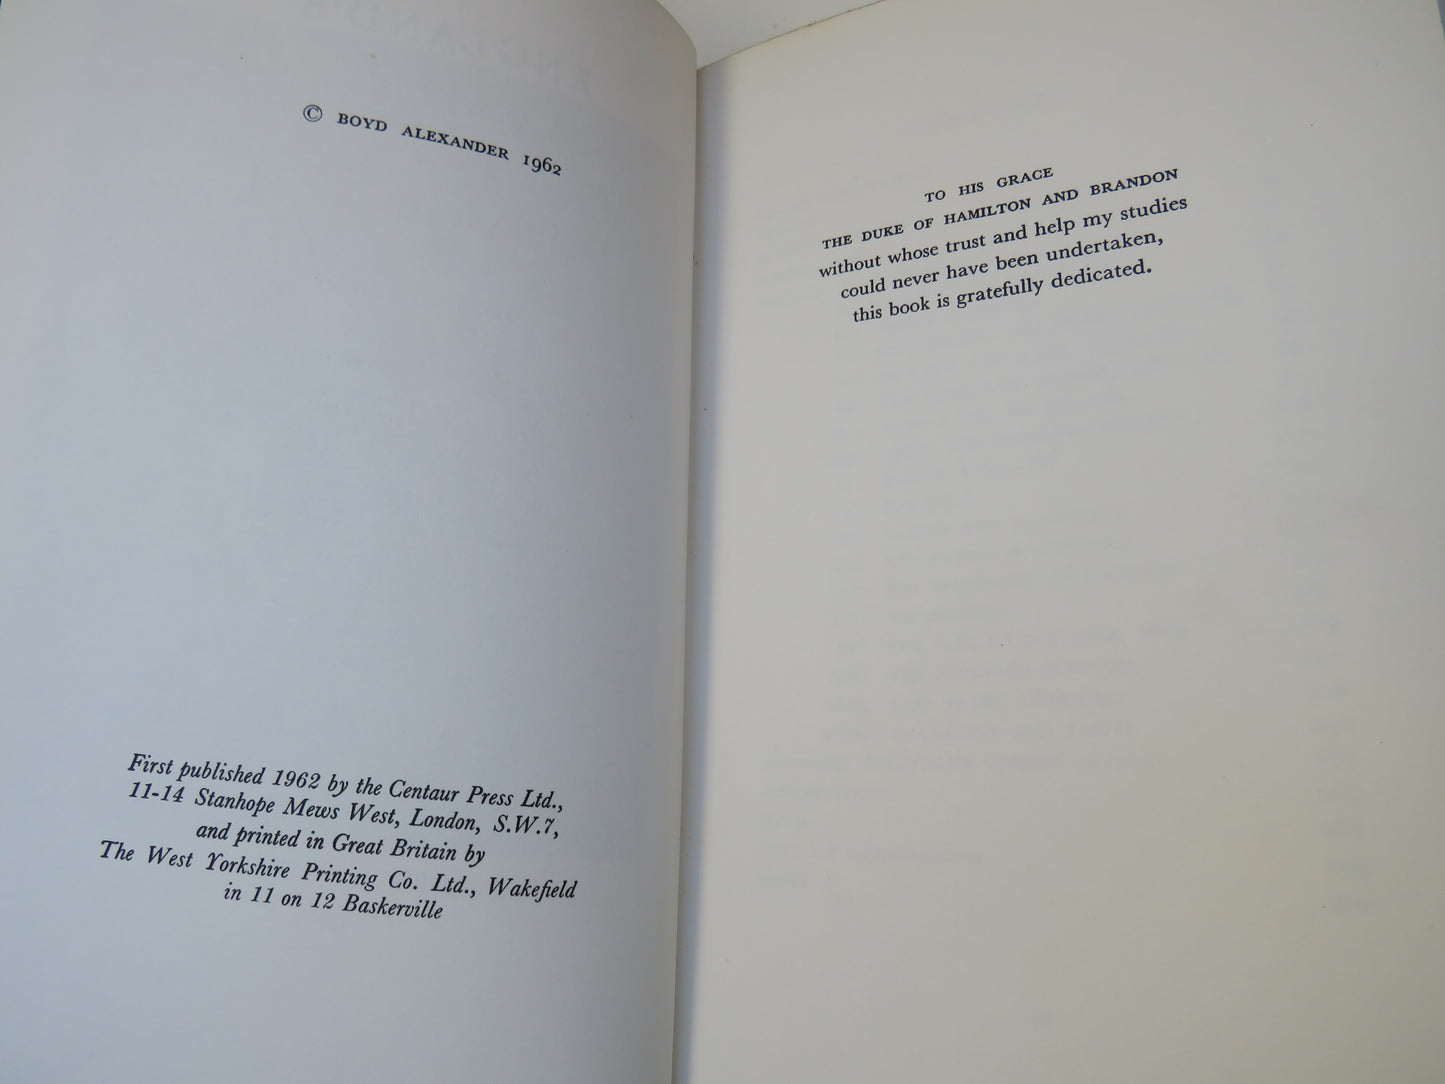 © BOYD ALEXANDER 1962
First published 1962 by the Centaur Press Ltd.,
11-14 Stanhope Mews West, London, S.W.7,
and printed in Great Britain by
The West Yorkshire Printing Co. Ltd., Wakefield
in 11 on 12 Baskerville
TO HIS GRACE
THE DUKE OF HAMILTON AND BRANDON
without whose trust and help my studies
could never have been undertaken,
this book is gratefully dedicated.